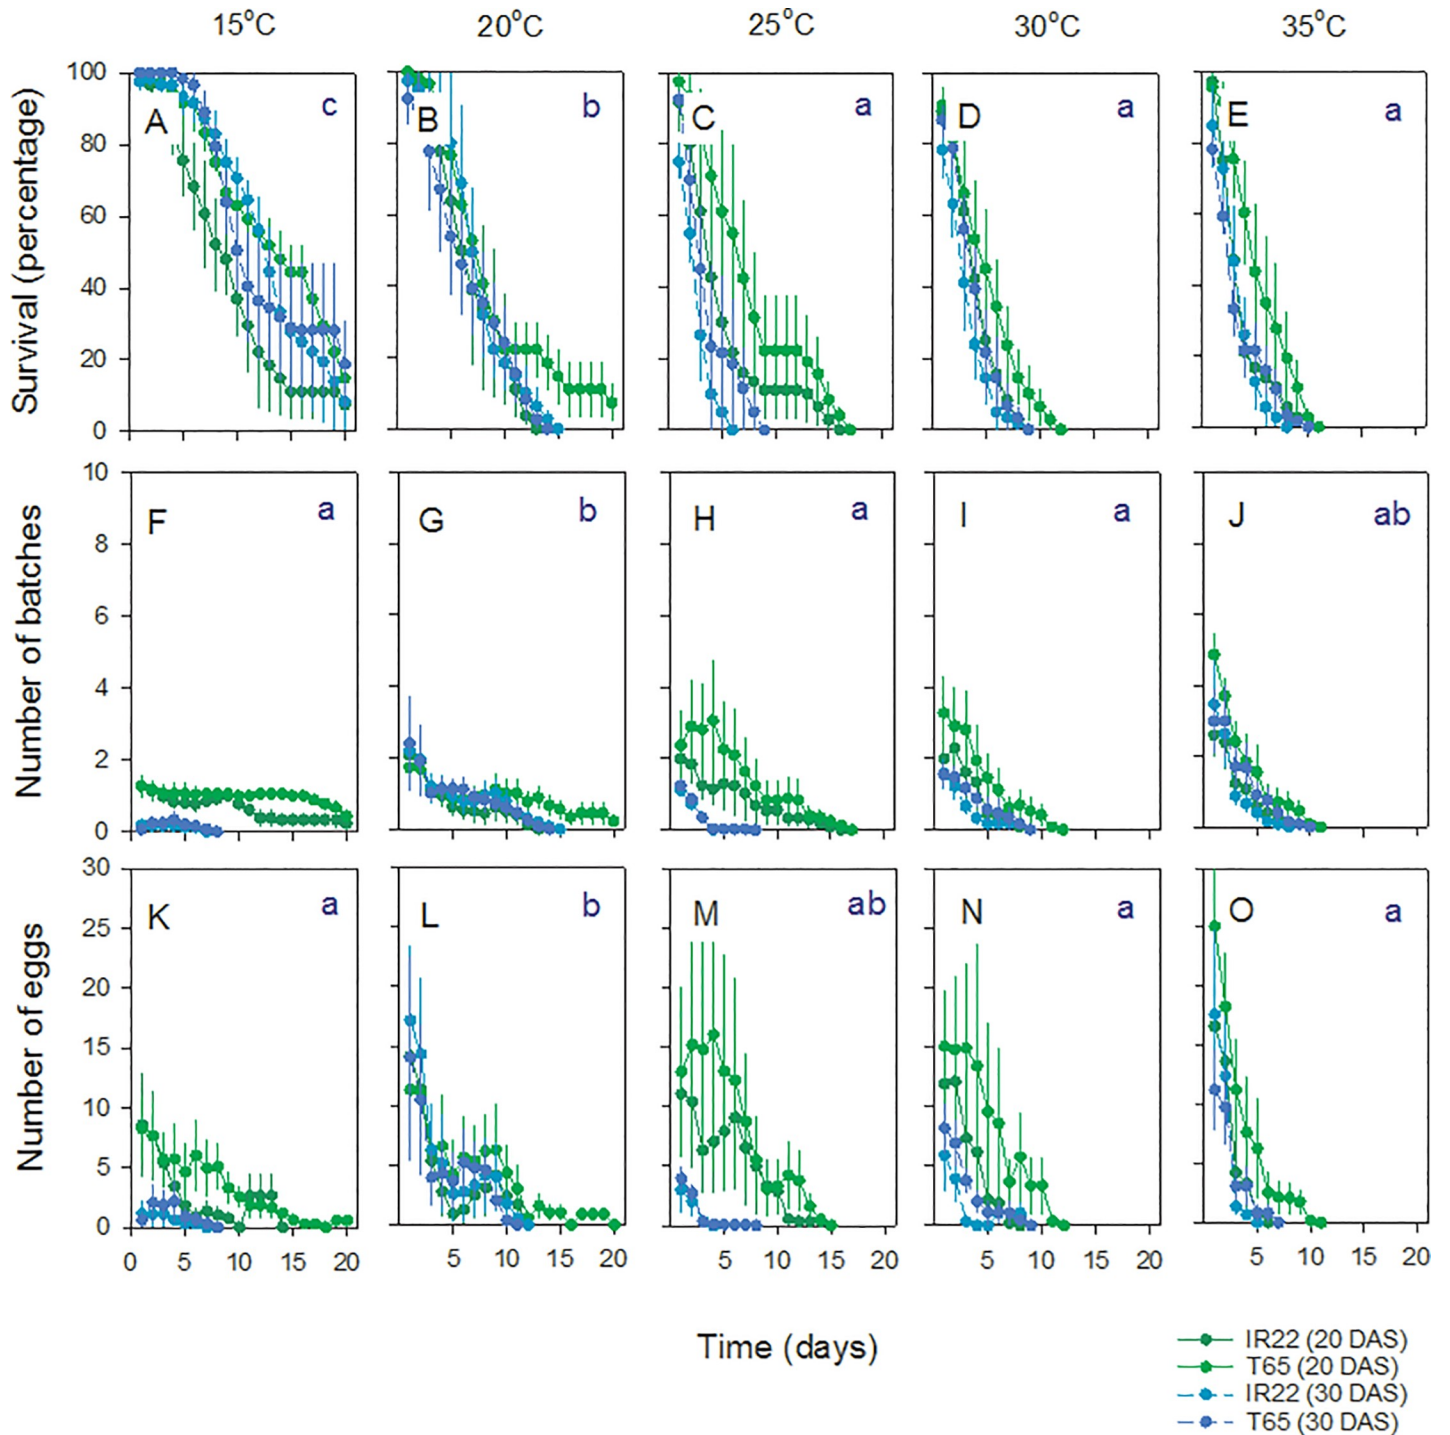 15°C 20°C 25°C 30°C 35°C
Survival (percentage)
100
80
60
40
20
0
A c B b C a D a E a
Number of batches
10
8
6
4
2
0
F a G b H a I a J ab
Number of eggs
30
25
20
15
10
5
0
K a L b M ab N a O a
0 5 10 15 20 5 10 15 20 5 10 15 20 5 10 15 20 5 10 15 20
Time (days)
IR22 (20 DAS)
T65 (20 DAS)
IR22 (30 DAS)
T65 (30 DAS)